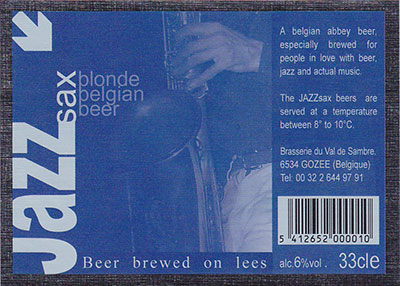 Jazz
sax
blonde
belgian
beer
Beer brewed on lees
A belgian abbey beer,
especially brewed for
people in love with beer,
jazz and actual music.
The JAZZsax beers are
served at a temperature
between 8° to 10°C.
Brasserie du Val de Sambre.
6534 GOZEE (Belgique)
Tel: 00 32 2 644 97 91
5 412652 000010
alc.6%vol. 33cle